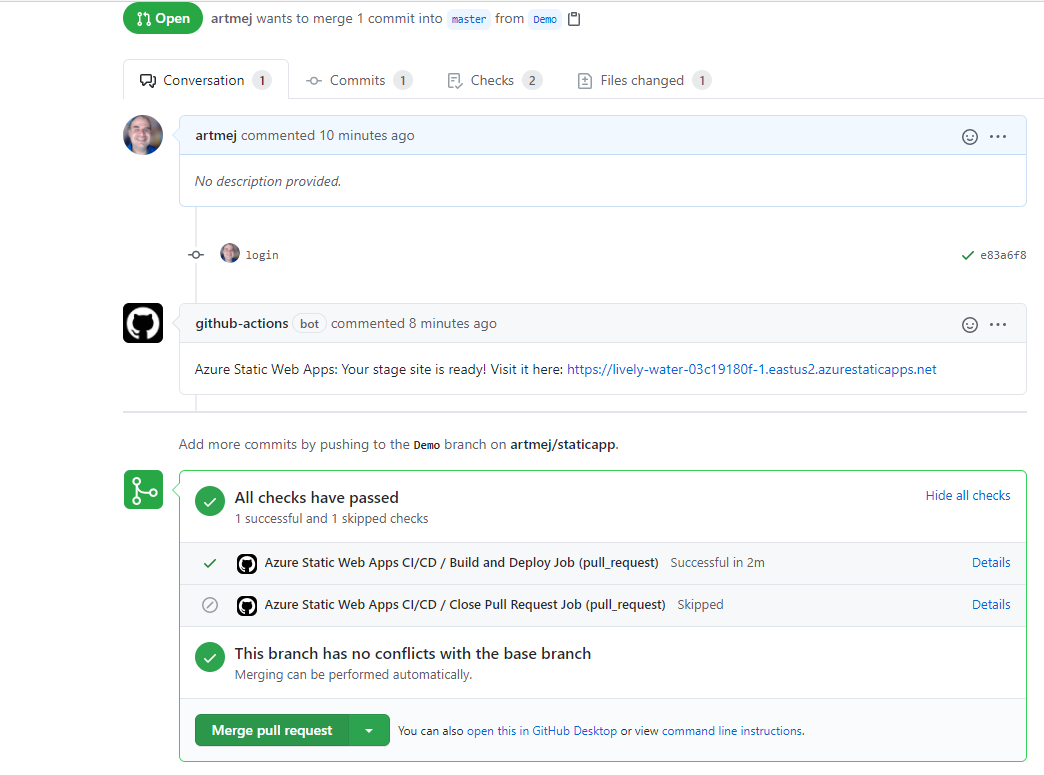 Open artmej wants to merge 1 commit into master from Demo
Conversation 1 Commits 1 Checks 2 Files changed 1
artmej commented 10 minutes ago
No description provided.
login e83a6f8
github-actions bot commented 8 minutes ago
Azure Static Web Apps: Your stage site is ready! Visit it here: https://lively-water-03c19180f-1.eastus2.azurestaticapps.net
Add more commits by pushing to the Demo branch on artmej/staticapp.
All checks have passed Hide all checks
1 successful and 1 skipped checks
Azure Static Web Apps CI/CD / Build and Deploy Job (pull_request) Successful in 2m Details
Azure Static Web Apps CI/CD / Close Pull Request Job (pull_request) Skipped Details
This branch has no conflicts with the base branch
Merging can be performed automatically.
Merge pull request You can also open this in GitHub Desktop or view command line instructions.